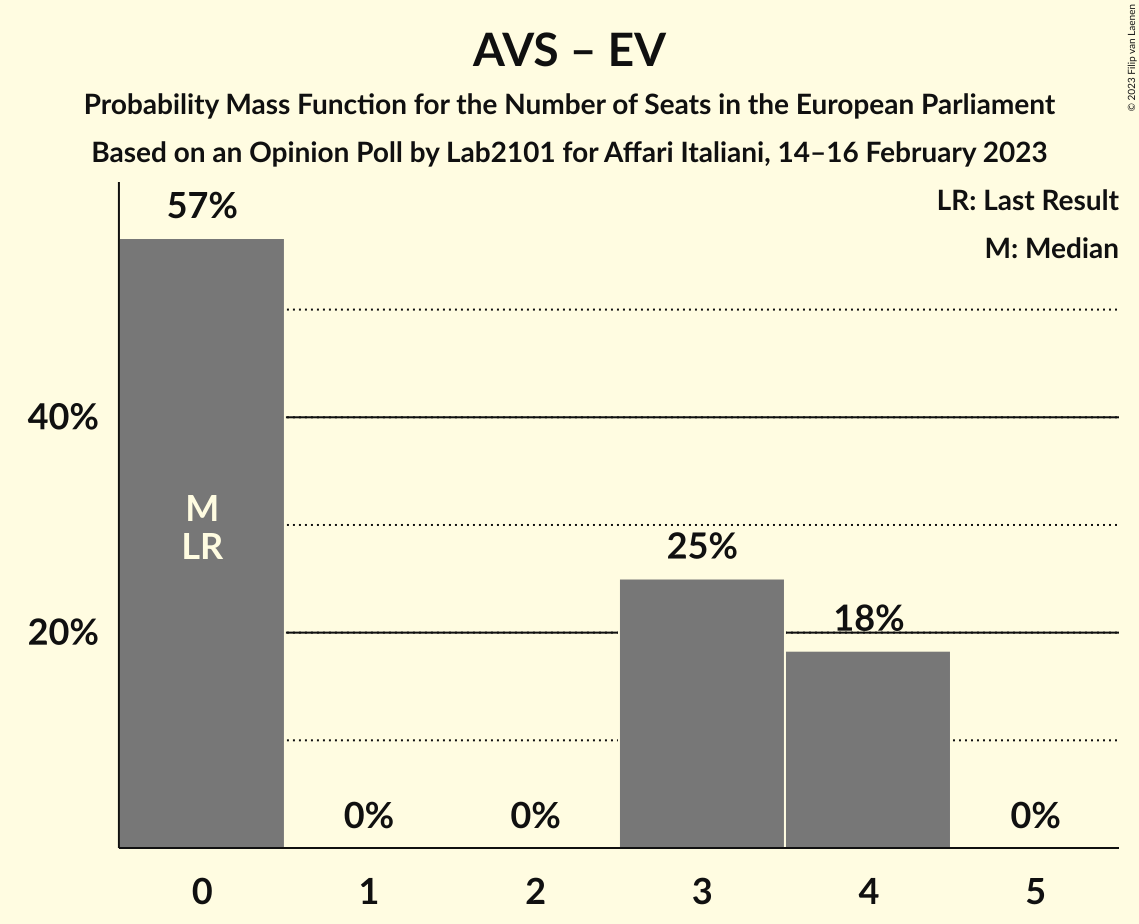 AVS – EV
Probability Mass Function for the Number of Seats in the European Parliament
Based on an Opinion Poll by Lab2101 for Affari Italiani, 14–16 February 2023
© 2023 Filip van Laenen
LR: Last Result
M: Median
57%
40%
M
LR
25%
18%
20%
0%
0%
0%
0 1 2 3 4 5